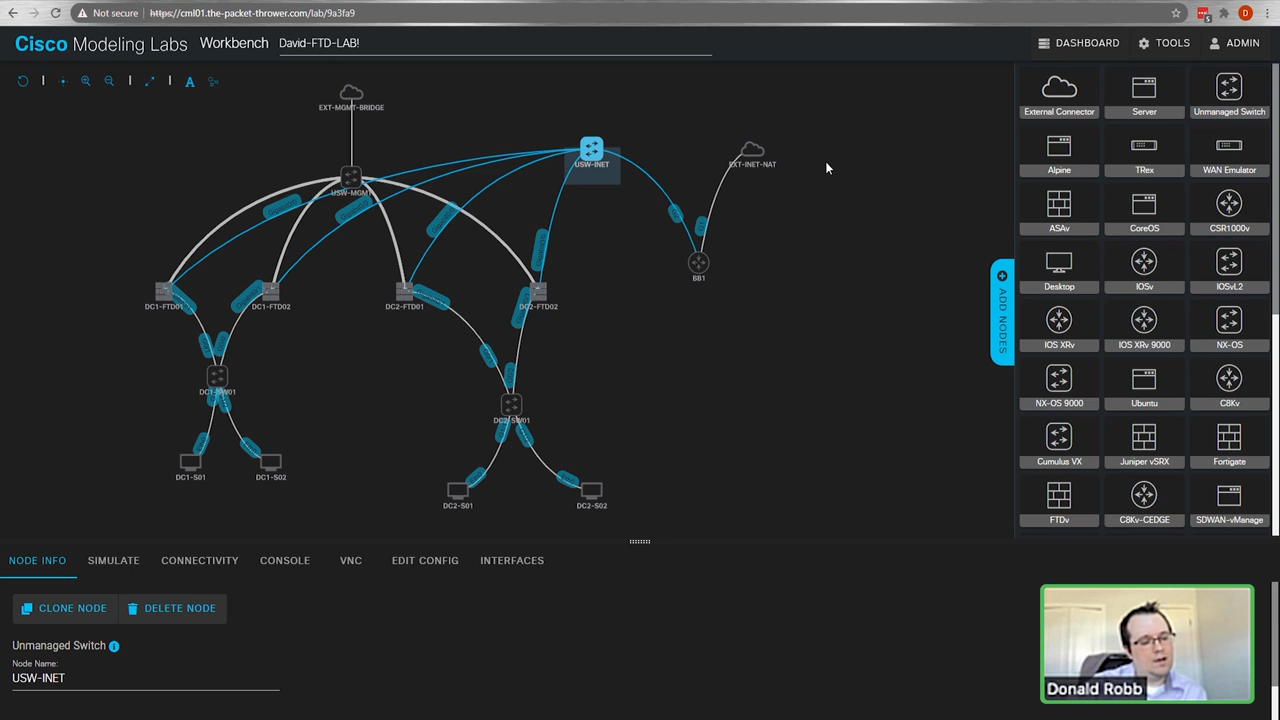 Not secure
https://cml01.the-packet-thrower.com/lab/9a3fa9
5
D
Cisco Modeling Labs Workbench David-FTD-LAB!
DASHBOARD TOOLS ADMIN
A
EXT-MGMT-BRIDGE
USW-MGMT
USW-INET
EXT-INET-NAT
BB1
DC1-FTD01
DC1-FTD02
DC2-FTD01
DC2-FTD02
DC1-SW01
DC2-SW01
DC1-S01
DC1-S02
DC2-S01
DC2-S02
ADD NODES
External Connector Server Unmanaged Switch
Alpine TRex WAN Emulator
ASAv CoreOS CSR1000v
Desktop IOSv IOSvL2
IOS XRv IOS XRv 9000 NX-OS
NX-OS 9000 Ubuntu C8Kv
Cumulus VX Juniper vSRX Fortigate
FTDv C8Kv-CEDGE SDWAN-vManage
NODE INFO SIMULATE CONNECTIVITY CONSOLE VNC EDIT CONFIG INTERFACES
CLONE NODE DELETE NODE
Unmanaged Switch
Node Name:
USW-INET
Donald Robb